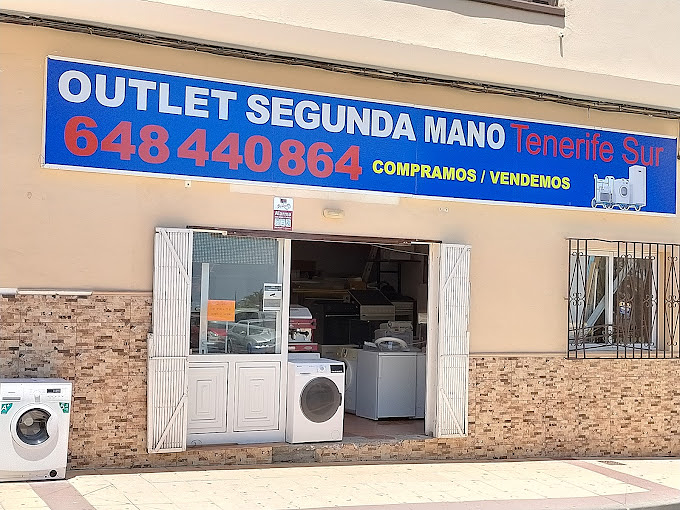 OUTLET SEGUNDA MANO Tenerife Sur
648 440 864 COMPRAMOS / VENDEMOS